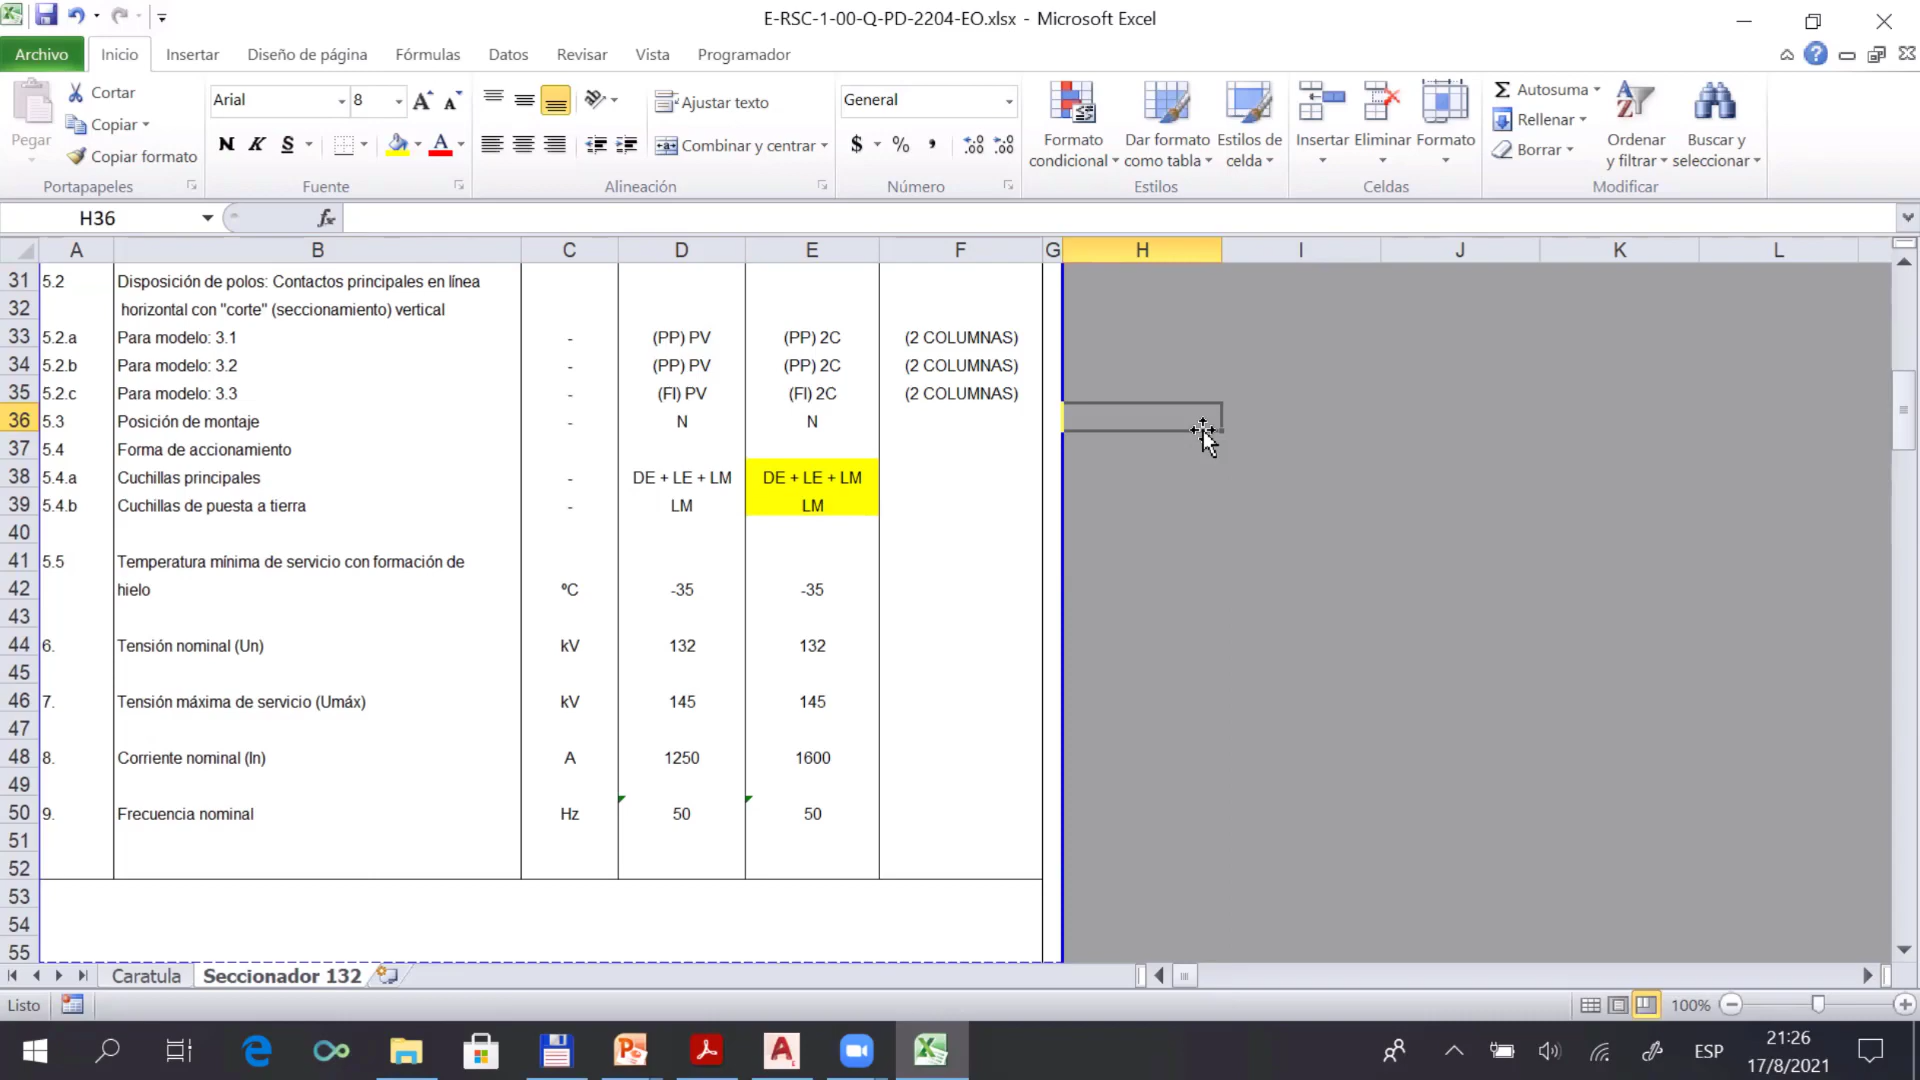 E-RSC-1-00-Q-PD-2204-EO.xlsx - Microsoft Excel
Archivo Inicio Insertar Diseño de página Fórmulas Datos Revisar Vista Programador
Pegar
Cortar
Copiar
Copiar formato
Portapapeles
Arial 8
N K S
Fuente
Ajustar texto
Combinar y centrar
Alineación
General
$ % ,
Número
Formato condicional
Dar formato como tabla
Estilos de celda
Estilos
Insertar Eliminar Formato
Celdas
Autosuma
Rellenar
Borrar
Ordenar y filtrar
Buscar y seleccionar
Modificar
H36 fx
A B C D E F G H I J K L
31 5.2 Disposición de polos: Contactos principales en línea
32 horizontal con "corte" (seccionamiento) vertical
33 5.2.a Para modelo: 3.1 - (PP) PV (PP) 2C (2 COLUMNAS)
34 5.2.b Para modelo: 3.2 - (PP) PV (PP) 2C (2 COLUMNAS)
35 5.2.c Para modelo: 3.3 - (FI) PV (FI) 2C (2 COLUMNAS)
36 5.3 Posición de montaje - N N
37 5.4 Forma de accionamiento
38 5.4.a Cuchillas principales - DE + LE + LM DE + LE + LM
39 5.4.b Cuchillas de puesta a tierra - LM LM
40
41 5.5 Temperatura mínima de servicio con formación de
42 hielo ºC -35 -35
43
44 6. Tensión nominal (Un) kV 132 132
45
46 7. Tensión máxima de servicio (Umáx) kV 145 145
47
48 8. Corriente nominal (In) A 1250 1600
49
50 9. Frecuencia nominal Hz 50 50
51
52
53
54
55
Caratula Seccionador 132
Listo 100%
ESP
21:26
17/8/2021